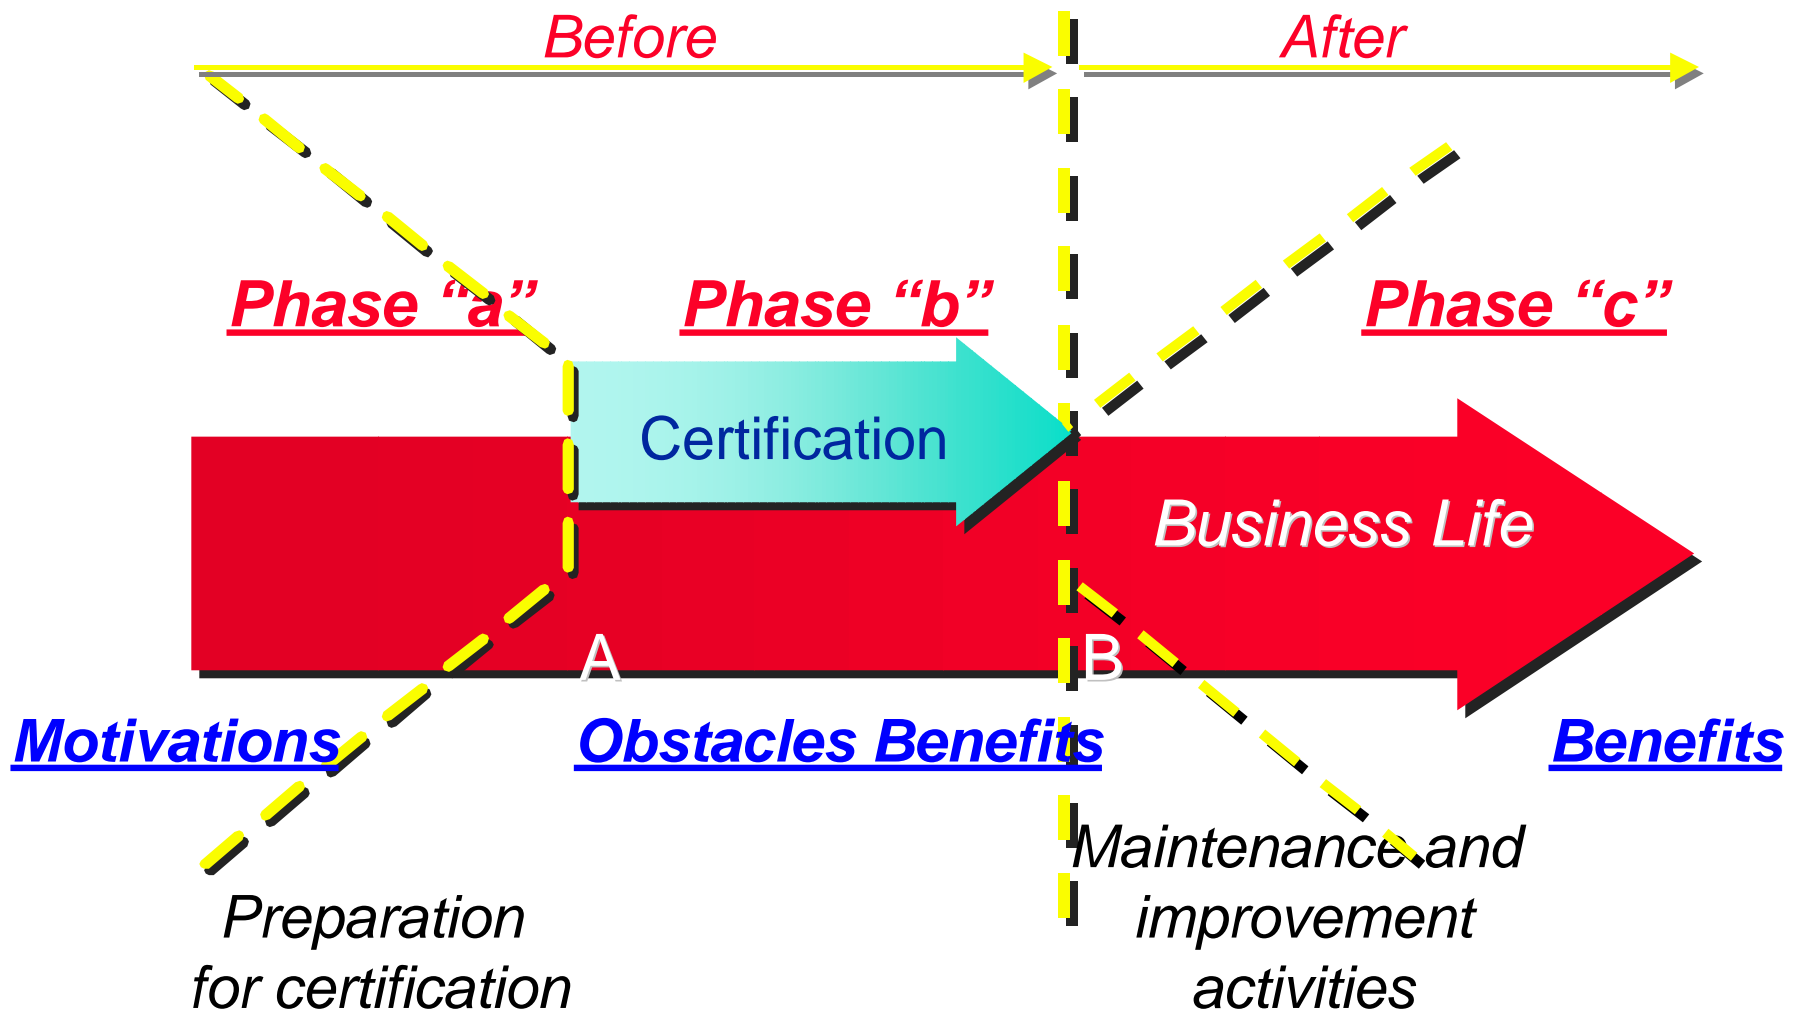 Before
After
Phase “a”
Phase “b”
Phase “c”
Certification
Business Life
A
B
Motivations
Obstacles Benefits
Benefits
Preparation
for certification
Maintenance and
improvement
activities